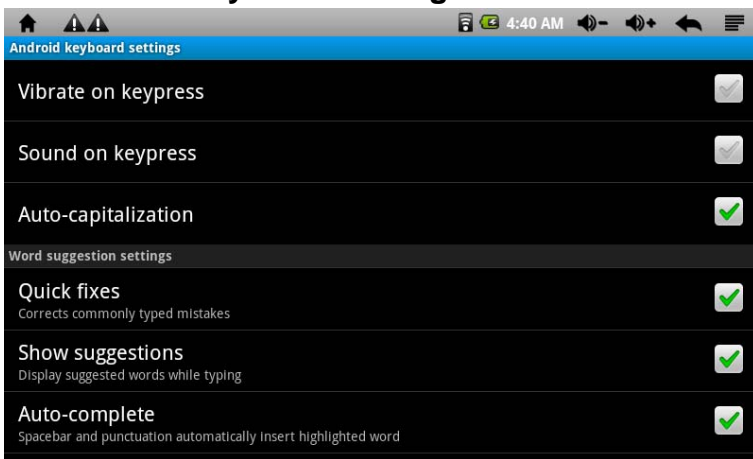 4:40 AM
Android keyboard settings
Vibrate on keypress
Sound on keypress
Auto-capitalization
Word suggestion settings
Quick fixes
Corrects commonly typed mistakes
Show suggestions
Display suggested words while typing
Auto-complete
Spacebar and punctuation automatically insert highlighted word